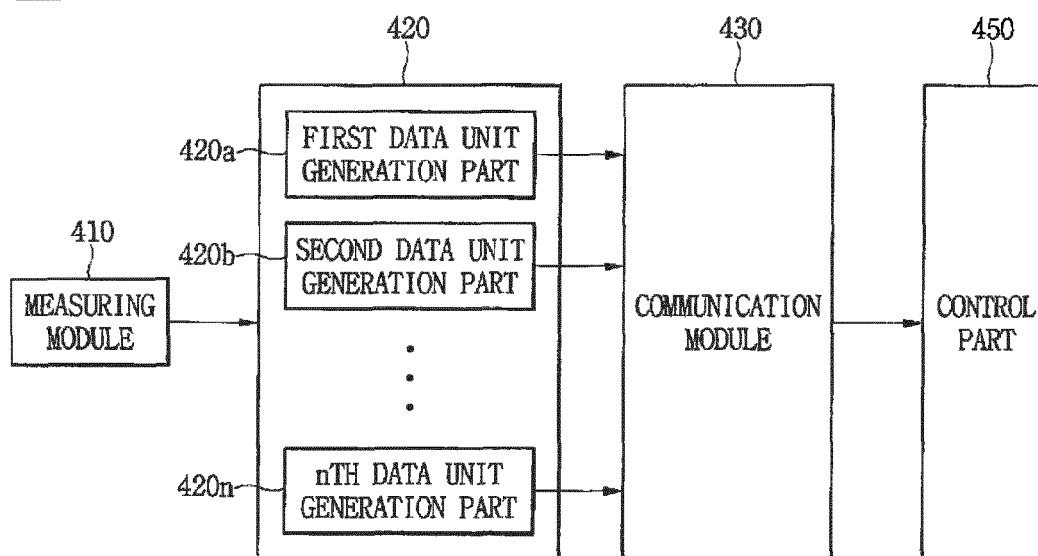 420
430
450
420a
FIRST DATA UNIT
GENERATION PART
410
420b
SECOND DATA UNIT
GENERATION PART
MEASURING
MODULE
COMMUNICATION
MODULE
CONTROL
PART
420n
nTH DATA UNIT
GENERATION PART